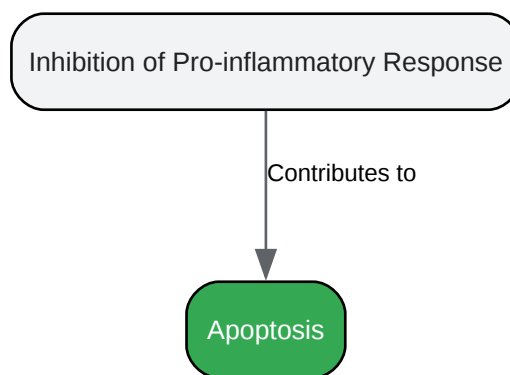 Inhibition of Pro-inflammatory Response
Contributes to
Apoptosis